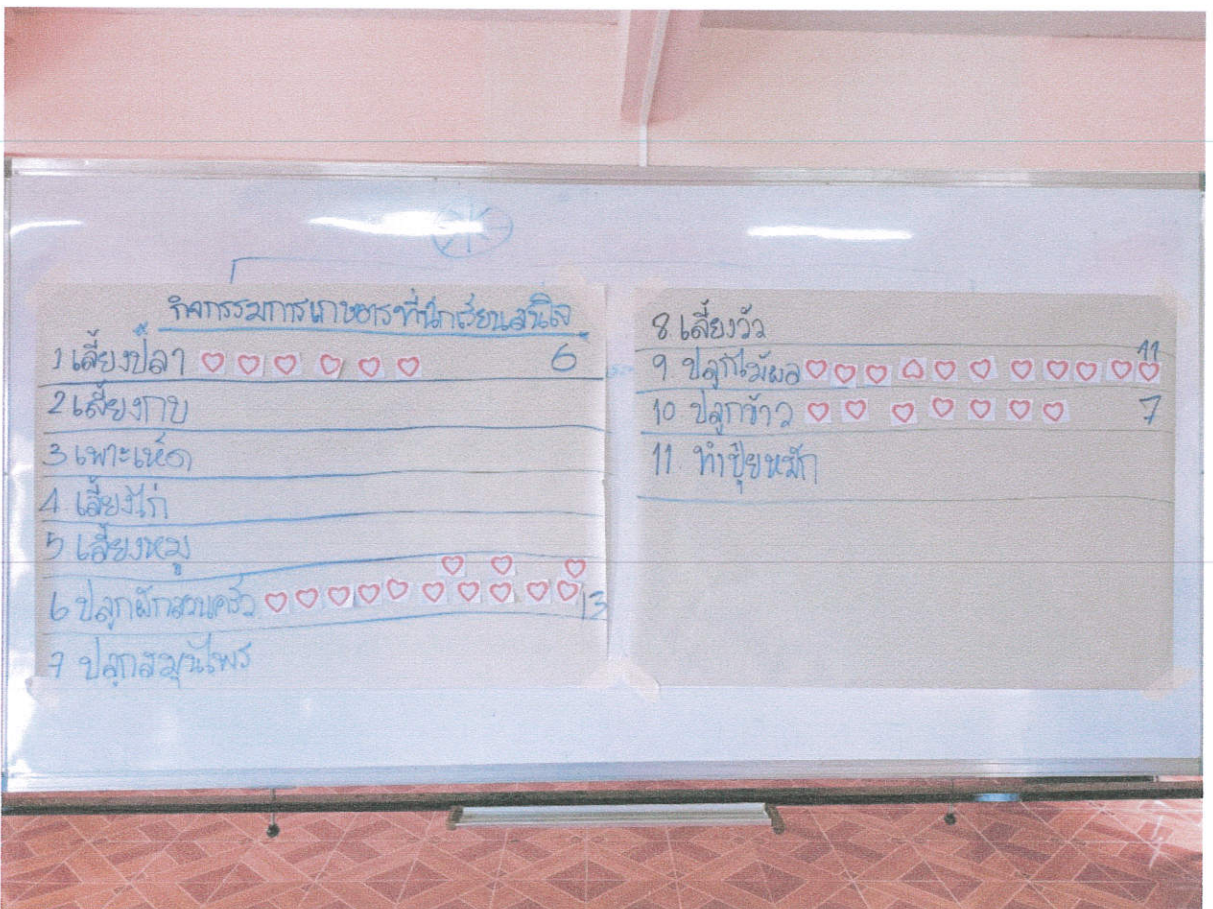 กิจกรรมการเกษตรที่นักเรียนสนใจ
1 เลี้ยงปลา 6
2 เลี้ยงกบ
3 เพาะเห็ด
4. เลี้ยงไก่
5 เลี้ยงหมู
6 ปลูกผักสวนครัว 13
7 ปลูกสมุนไพร
8 เลี้ยงวัว
9. ปลูกไม้ผล 11
10 ปลูกข้าว 7
11. ทำปุ๋ยหมัก